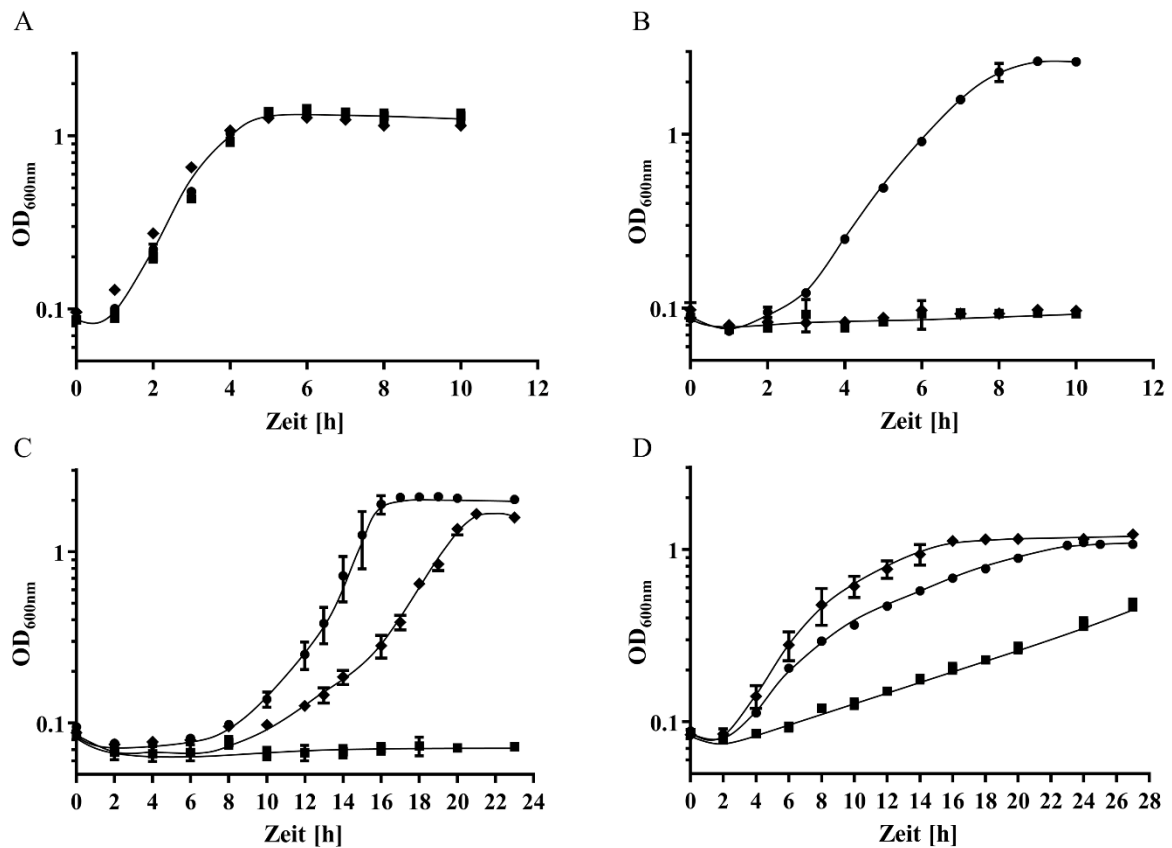 A
OD600nm
1
0.1
0 2 4 6 8 10 12
Zeit [h]
B
OD600nm
1
0.1
0 2 4 6 8 10 12
Zeit [h]
C
OD600nm
1
0.1
0 2 4 6 8 10 12 14 16 18 20 22 24
Zeit [h]
D
OD600nm
1
0.1
0 2 4 6 8 10 12 14 16 18 20 22 24 26 28
Zeit [h]